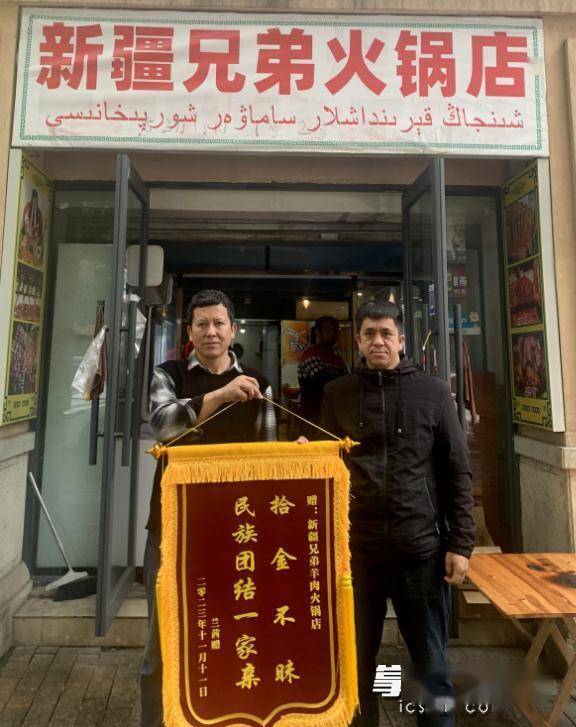 新疆兄弟火锅店
شىنجاڭ قېرىنداشلار ساماۋەر شورپىخانىسى
赠：新疆兄弟羊肉火锅店
拾金不昧
民族团结一家亲
兰茜赠
二零二三年十一月十一日